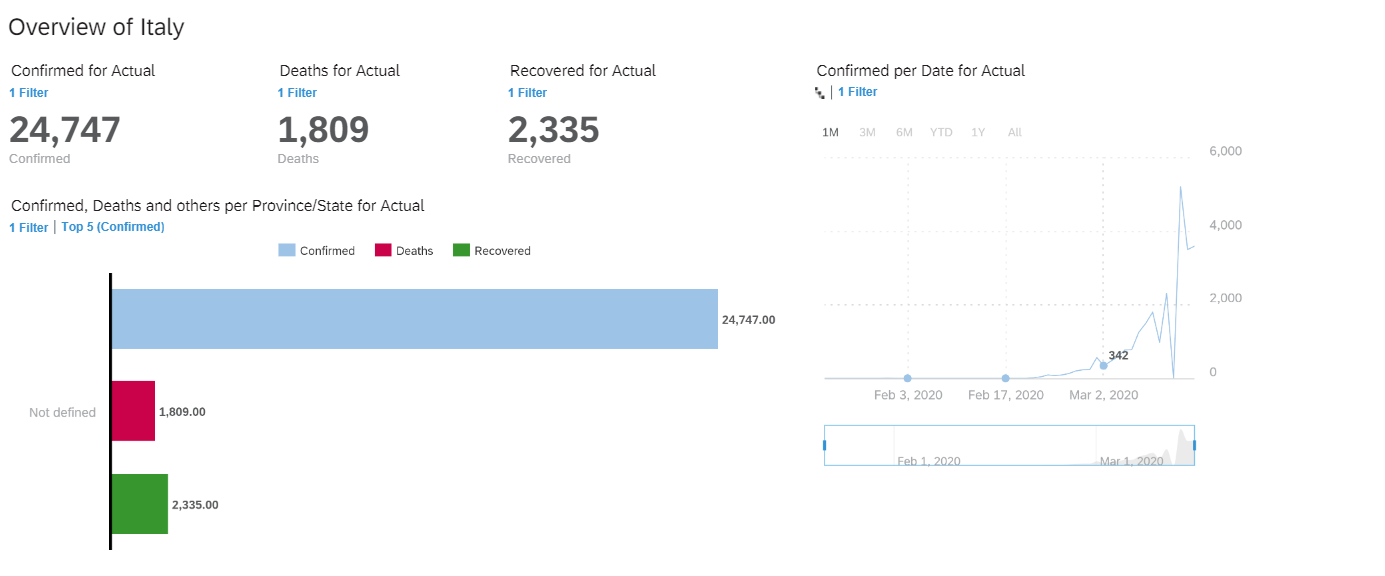 Overview of Italy
Confirmed for Actual
1 Filter
24,747
Confirmed
Deaths for Actual
1 Filter
1,809
Deaths
Recovered for Actual
1 Filter
2,335
Recovered
Confirmed, Deaths and others per Province/State for Actual
1 Filter | Top 5 (Confirmed)
Confirmed Deaths Recovered
24,747.00
Not defined
1,809.00
2,335.00
Confirmed per Date for Actual
| 1 Filter
1M 3M 6M YTD 1Y All
6,000
4,000
2,000
342
0
Feb 3, 2020 Feb 17, 2020 Mar 2, 2020
Feb 1, 2020 Mar 1, 2020